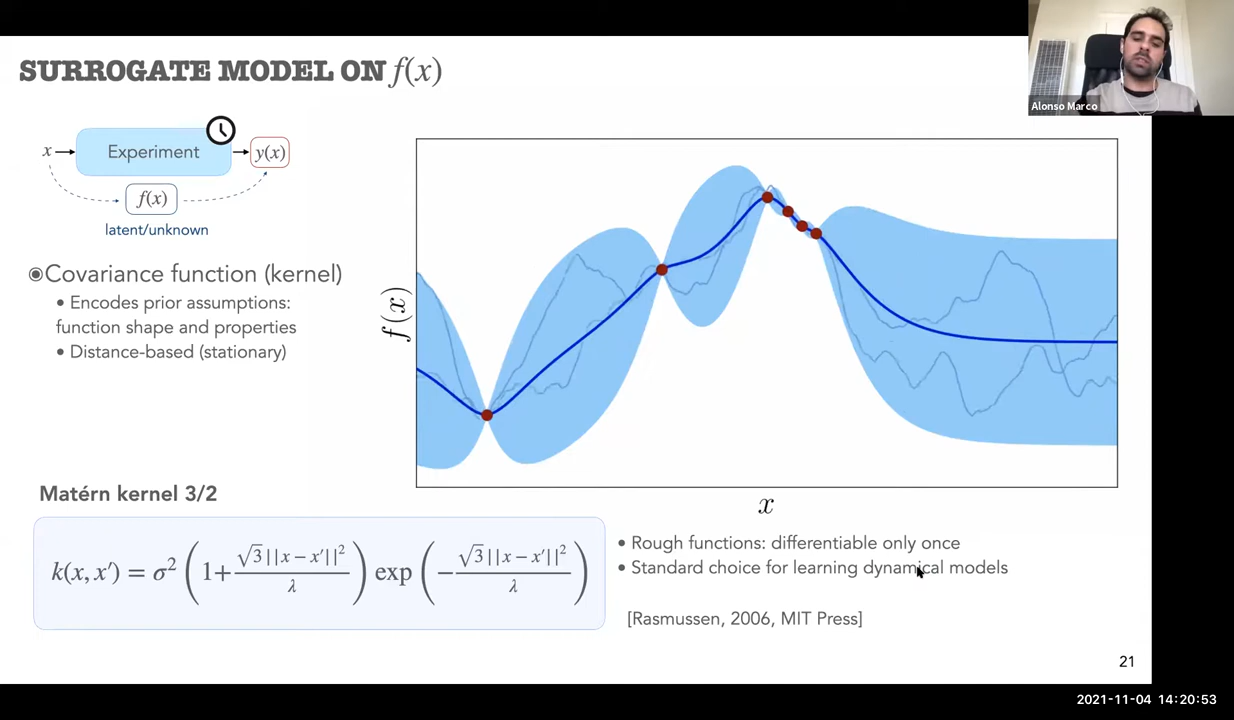 SURROGATE MODEL ON f(x)
Alonso Marco
x
Experiment
y(x)
f(x)
latent/unknown
◉Covariance function (kernel)
• Encodes prior assumptions:
function shape and properties
• Distance-based (stationary)
f(x)
x
Matérn kernel 3/2
k(x, x′) = σ² (1+ √3||x − x′||² / λ) exp (− √3||x − x′||² / λ)
• Rough functions: differentiable only once
• Standard choice for learning dynamical models
[Rasmussen, 2006, MIT Press]
21
2021-11-04 14:20:53